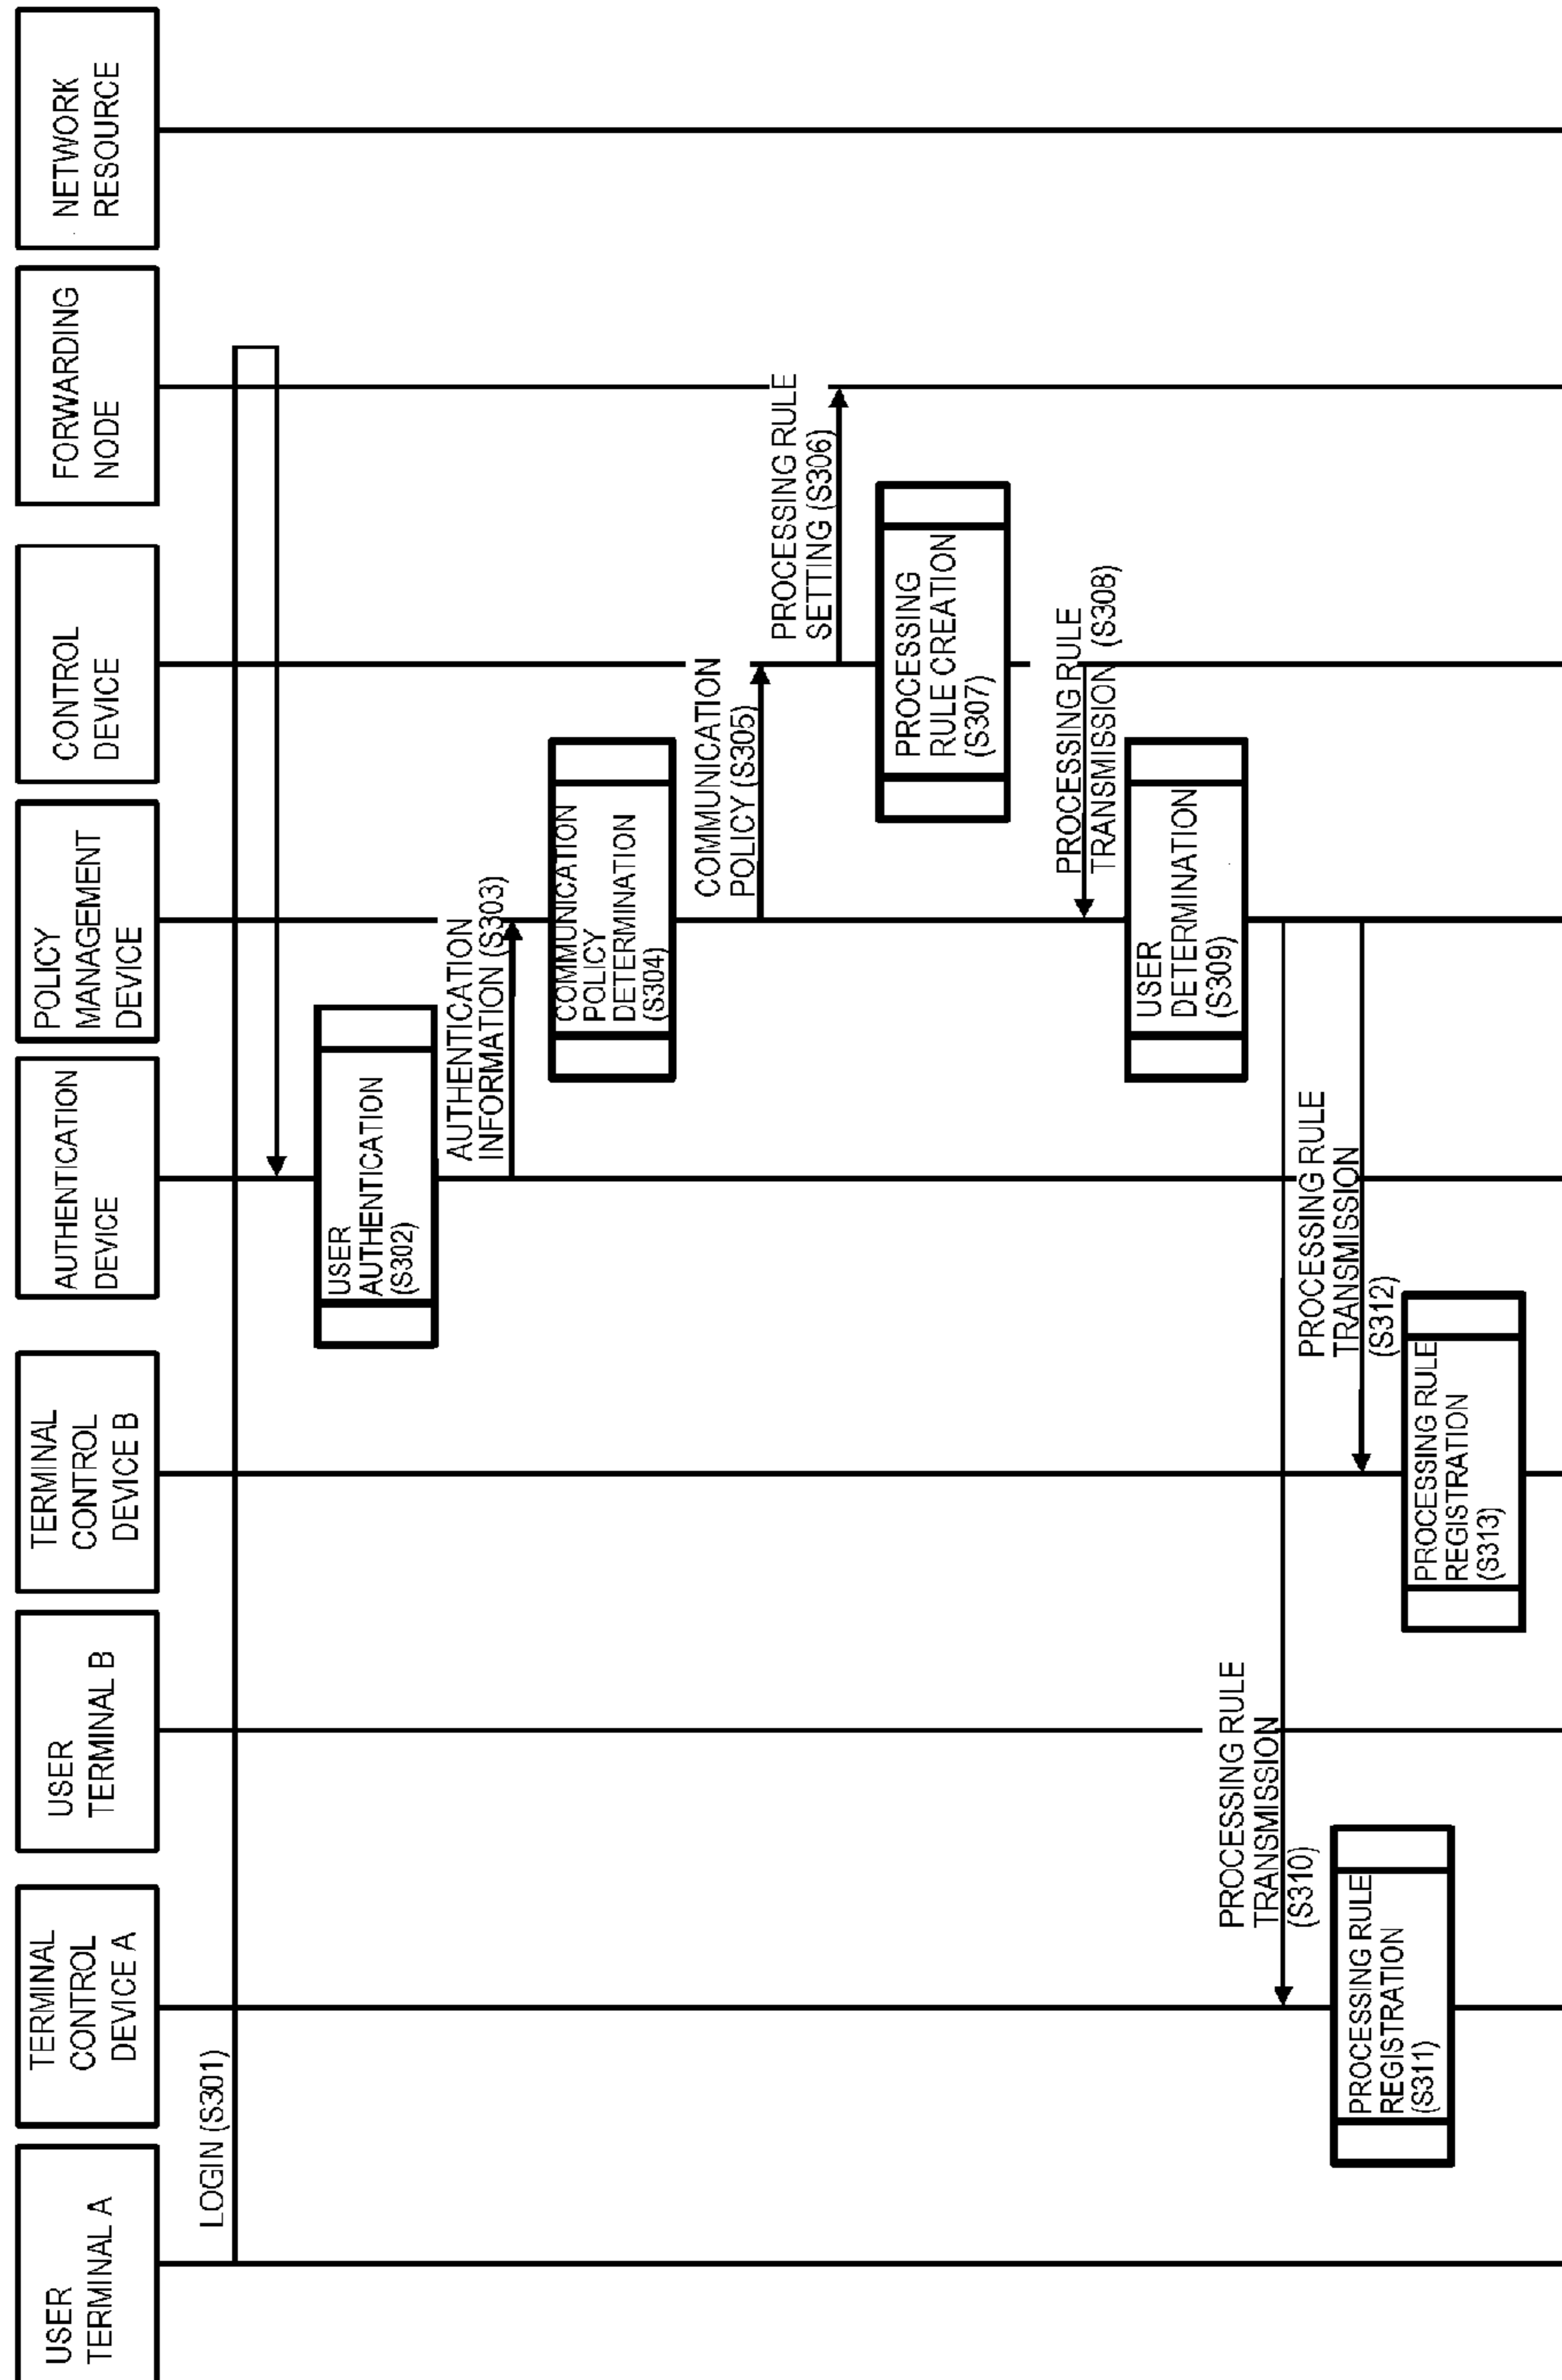 USER
TERMINAL A
TERMINAL
CONTROL
DEVICE A
USER
TERMINAL B
TERMINAL
CONTROL
DEVICE B
AUTHENTICATION
DEVICE
POLICY
MANAGEMENT
DEVICE
CONTROL
DEVICE
FORWARDING
NODE
NETWORK
RESOURCE
LOGIN (S301)
USER
AUTHENTICATION
(S302)
AUTHENTICATION
INFORMATION (S303)
COMMUNICATION
POLICY
DETERMINATION
(S304)
COMMUNICATION
POLICY (S305)
PROCESSING RULE
SETTING (S306)
PROCESSING
RULE CREATION
(S307)
PROCESSING RULE
TRANSMISSION (S308)
USER
DETERMINATION
(S309)
PROCESSING RULE
TRANSMISSION
(S310)
PROCESSING RULE
REGISTRATION
(S311)
PROCESSING RULE
TRANSMISSION
(S312)
PROCESSING RULE
REGISTRATION
(S313)